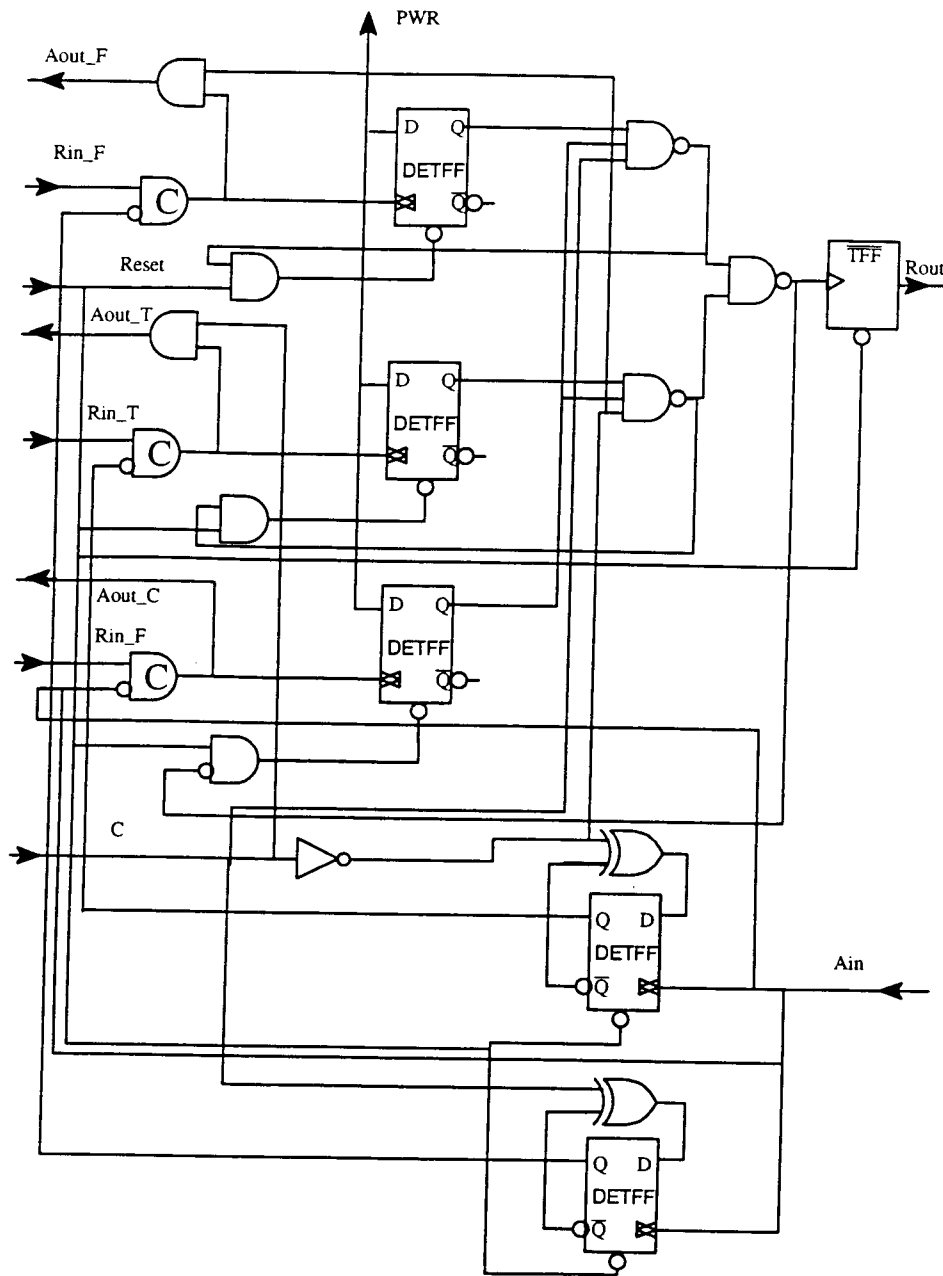 PWR
Aout_F
D Q
DETFF
Q
Rin_F
C
Reset
TFF
Rout
Aout_T
D Q
DETFF
Q
Rin_T
C
Aout_C
D Q
DETFF
Q
Rin_F
C
C
Q D
DETFF
Q
Ain
Q D
DETFF
Q